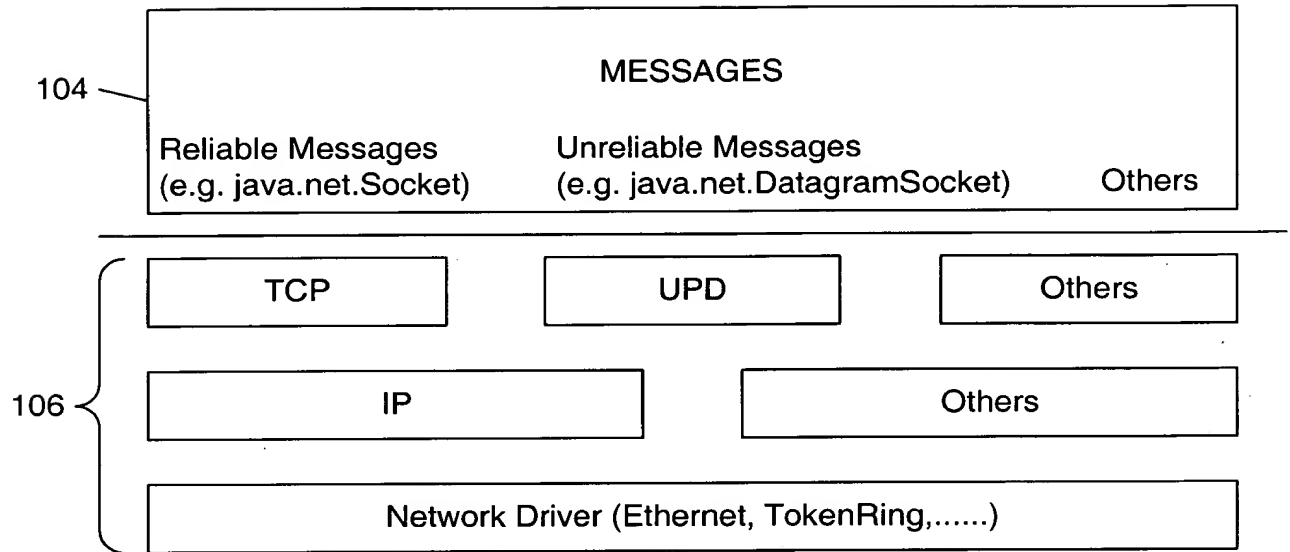 MESSAGES
104
Reliable Messages
(e.g. java.net.Socket)
Unreliable Messages
(e.g. java.net.DatagramSocket)
Others
TCP
UPD
Others
106
IP
Others
Network Driver (Ethernet, TokenRing,......)